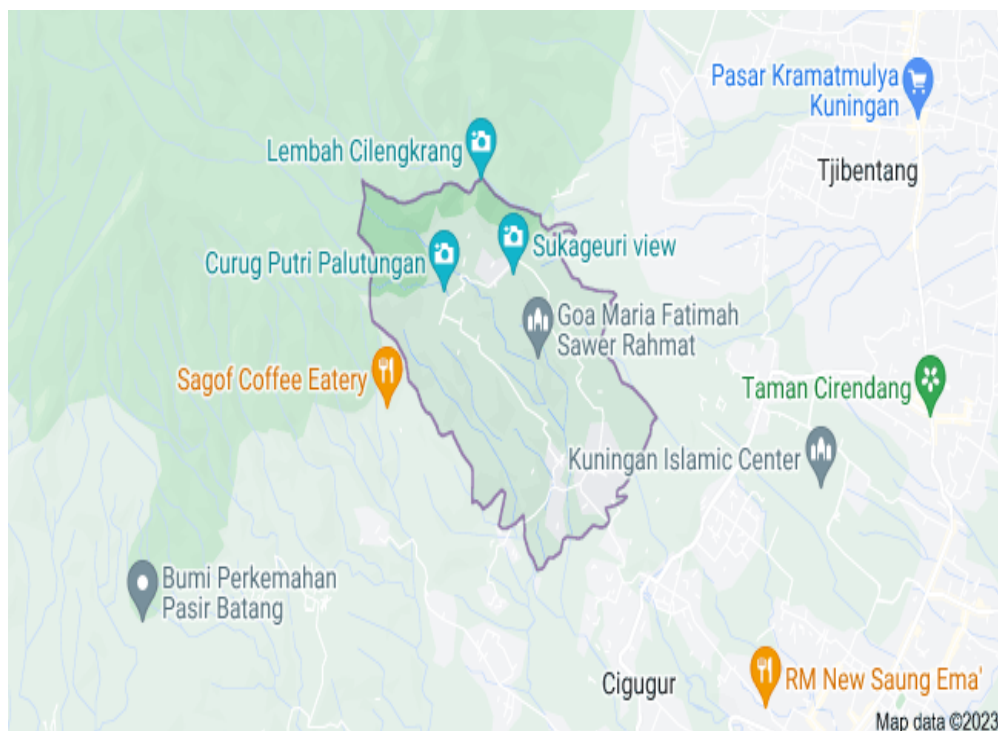 Pasar Kramatmulya
Kuningan
Lembah Cilengkrang
Tjibentang
Sukageuri view
Curug Putri Palutungan
Goa Maria Fatimah
Sawer Rahmat
Sagof Coffee Eatery
Taman Cirendang
Kuningan Islamic Center
Bumi Perkemahan
Pasir Batang
Cigugur
RM New Saung Ema'
Map data ©2023